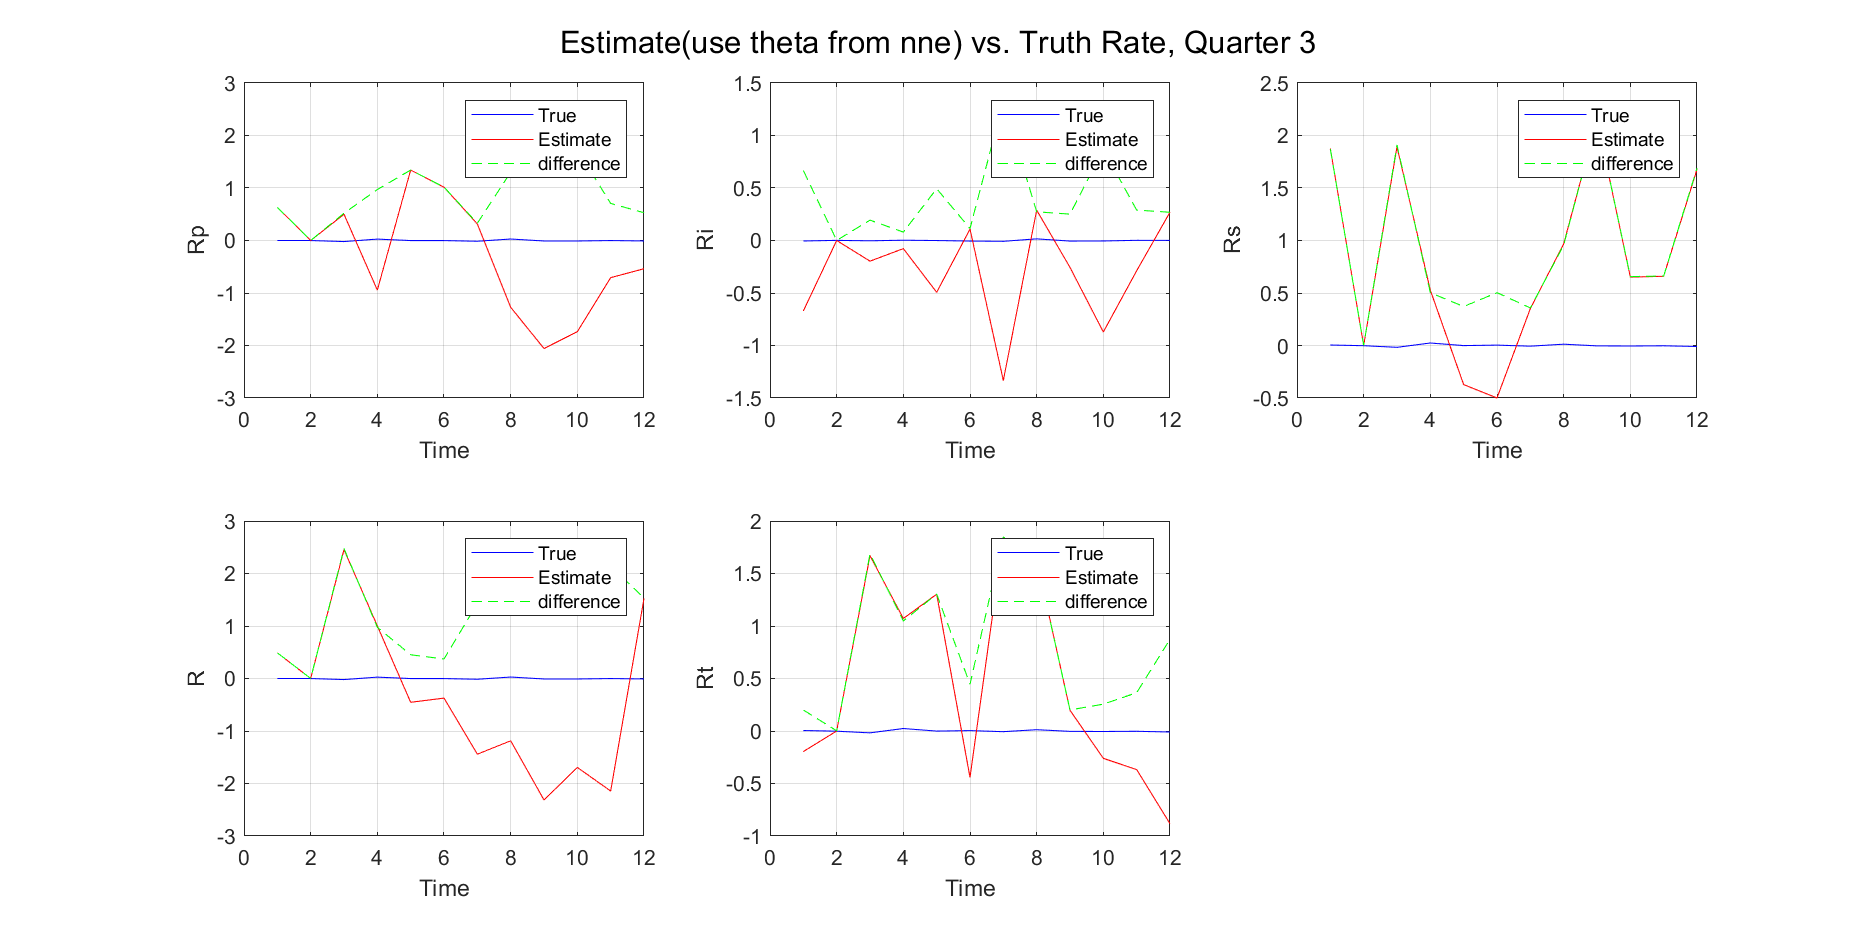 Estimate(use theta from nne) vs. Truth Rate, Quarter 3
3
2
1
0
-1
-2
-3
Rp
0 2 4 6 8 10 12
Time
True
Estimate
difference
1.5
1
0.5
0
-0.5
-1
-1.5
Ri
0 2 4 6 8 10 12
Time
True
Estimate
difference
2.5
2
1.5
1
0.5
0
-0.5
Rs
0 2 4 6 8 10 12
Time
True
Estimate
difference
3
2
1
0
-1
-2
-3
R
0 2 4 6 8 10 12
Time
True
Estimate
difference
2
1.5
1
0.5
0
-0.5
-1
Rt
0 2 4 6 8 10 12
Time
True
Estimate
difference